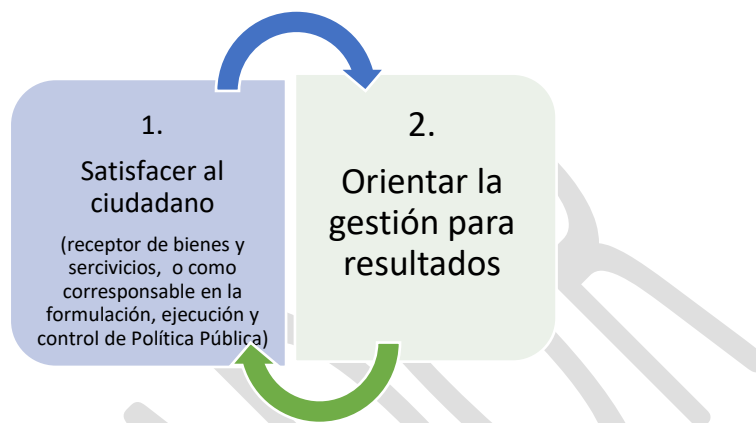 1.
Satisfacer al
ciudadano
(receptor de bienes y
sercivicios, o como
corresponsable en la
formulación, ejecución y
control de Política Pública)
2.
Orientar la
gestión para
resultados